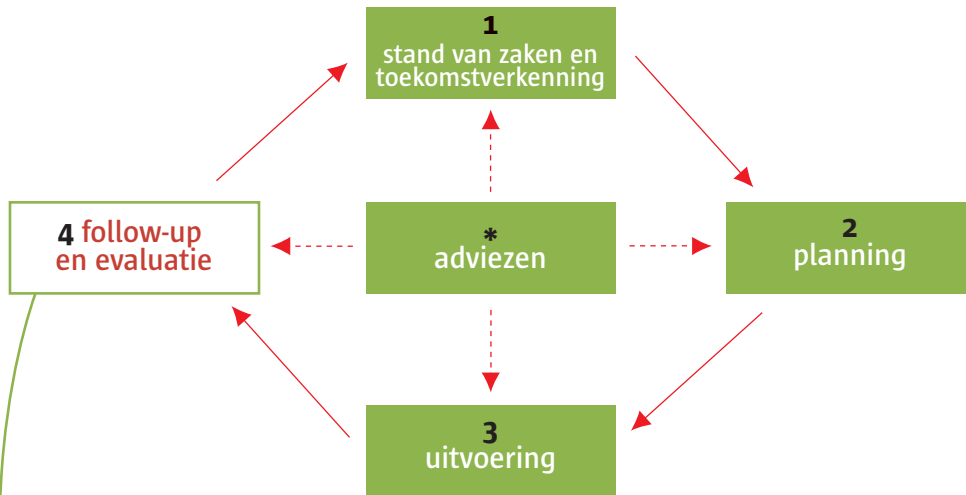 1
stand van zaken en
toekomstverkenning
4 follow-up
en evaluatie
*
adviezen
2
planning
3
uitvoering